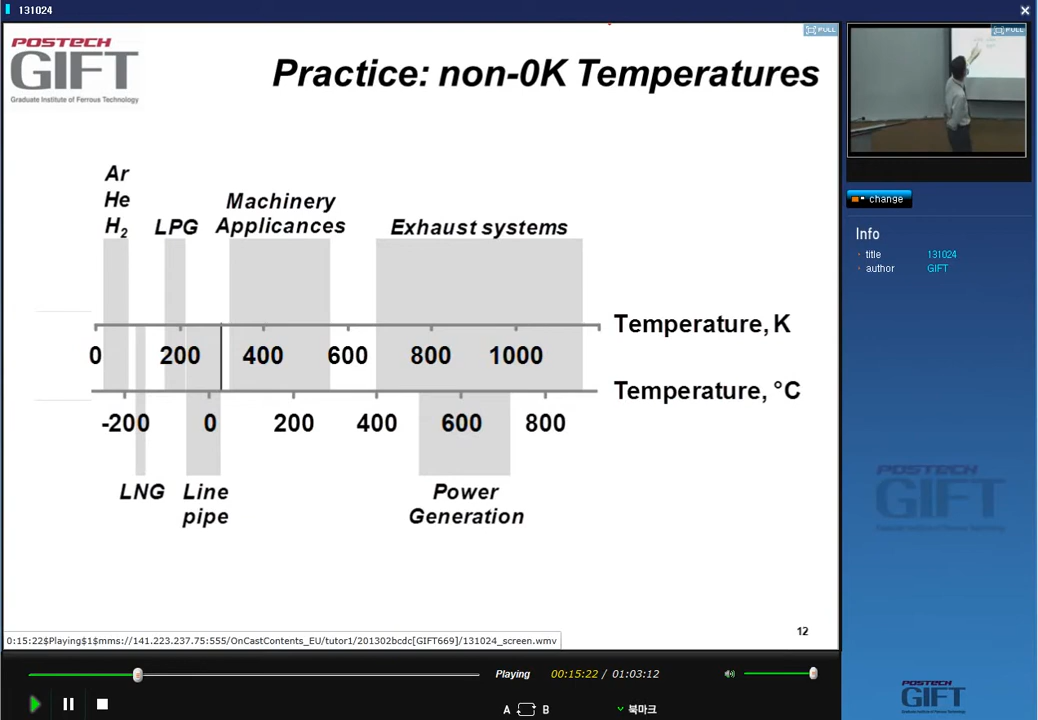 131024
FULL
FULL
POSTECH
GIFT
Graduate Institute of Ferrous Technology
Practice: non-0K Temperatures
Ar
He
H₂
LPG
Machinery
Applicances
Exhaust systems
Temperature, K
0 200 400 600 800 1000
Temperature, °C
-200 0 200 400 600 800
LNG
Line
pipe
Power
Generation
12
0:15:22$Playing$1$mms://141.223.237.75:555/OnCastContents_EU/tutor1/201302bcdc[GIFT669]/131024_screen.wmv
Playing 00:15:22 / 01:03:12
A B 북마크
change
Info
title 131024
author GIFT
POSTECH
GIFT
POSTECH
GIFT